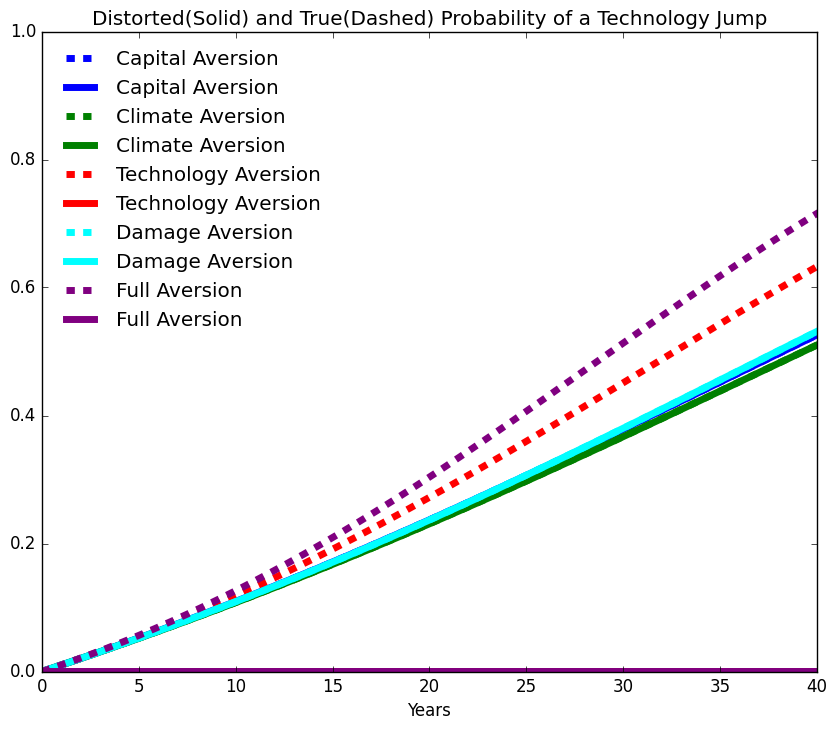 Distorted(Solid) and True(Dashed) Probability of a Technology Jump
1.0
0.8
0.6
0.4
0.2
0.0
Capital Aversion
Capital Aversion
Climate Aversion
Climate Aversion
Technology Aversion
Technology Aversion
Damage Aversion
Damage Aversion
Full Aversion
Full Aversion
0 5 10 15 20 25 30 35 40
Years